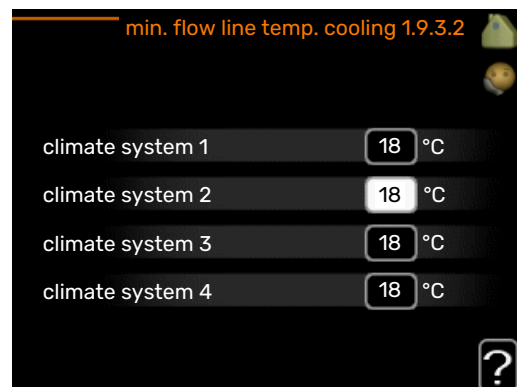 min. flow line temp. cooling 1.9.3.2
climate system 1 18 °C
climate system 2 18 °C
climate system 3 18 °C
climate system 4 18 °C
?